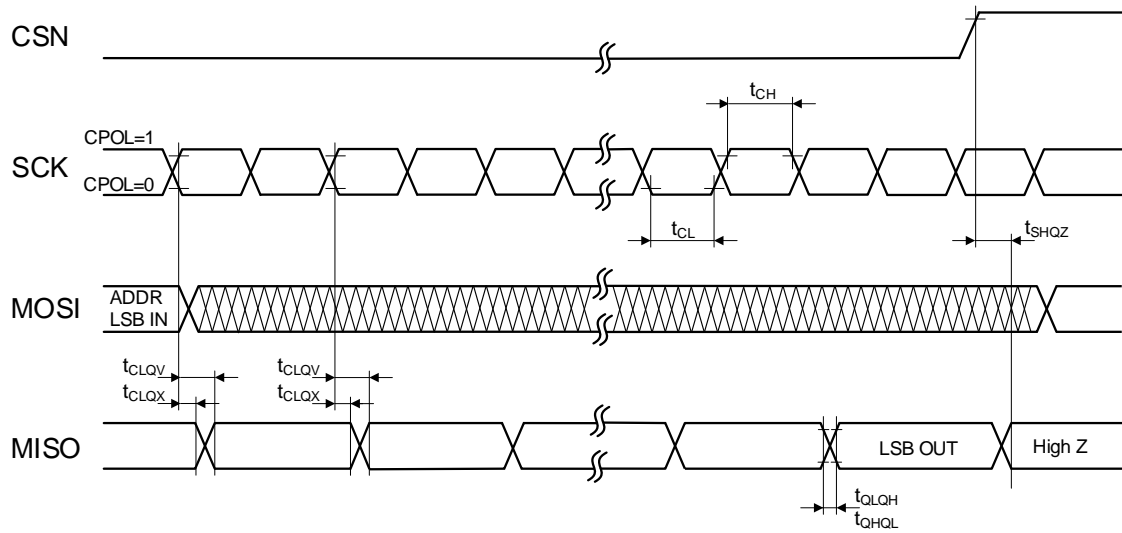 CSN
tCH
CPOL=1
SCK
CPOL=0
tCL
tSHQZ
ADDR
LSB IN
MOSI
tCLQV
tCLQV
tCLQX
tCLQX
MISO
LSB OUT
High Z
tQLQH
tQHQL